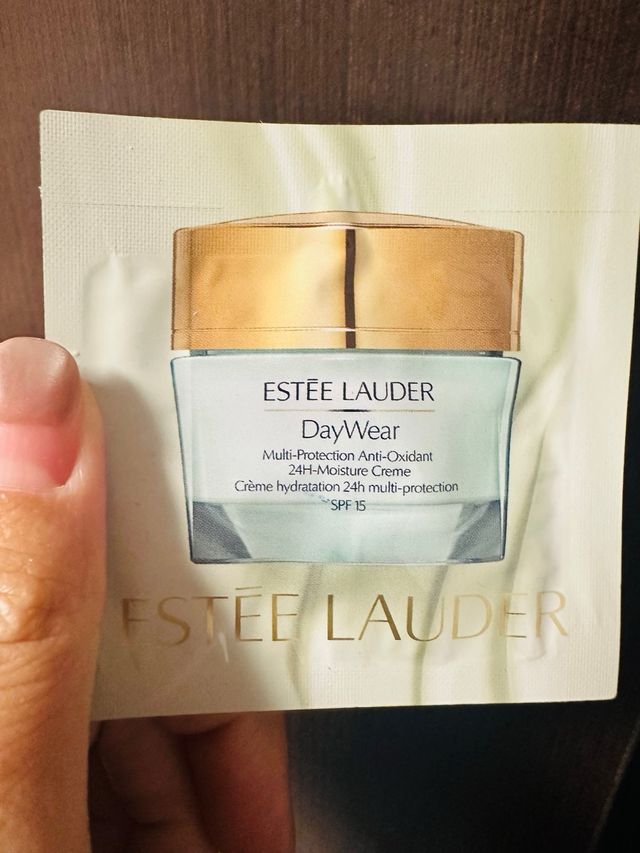 ESTĒE LAUDER
DayWear
Multi-Protection Anti-Oxidant
24H-Moisture Creme
Crème hydratation 24h multi-protection
SPF 15
ESTĒE LAUDER